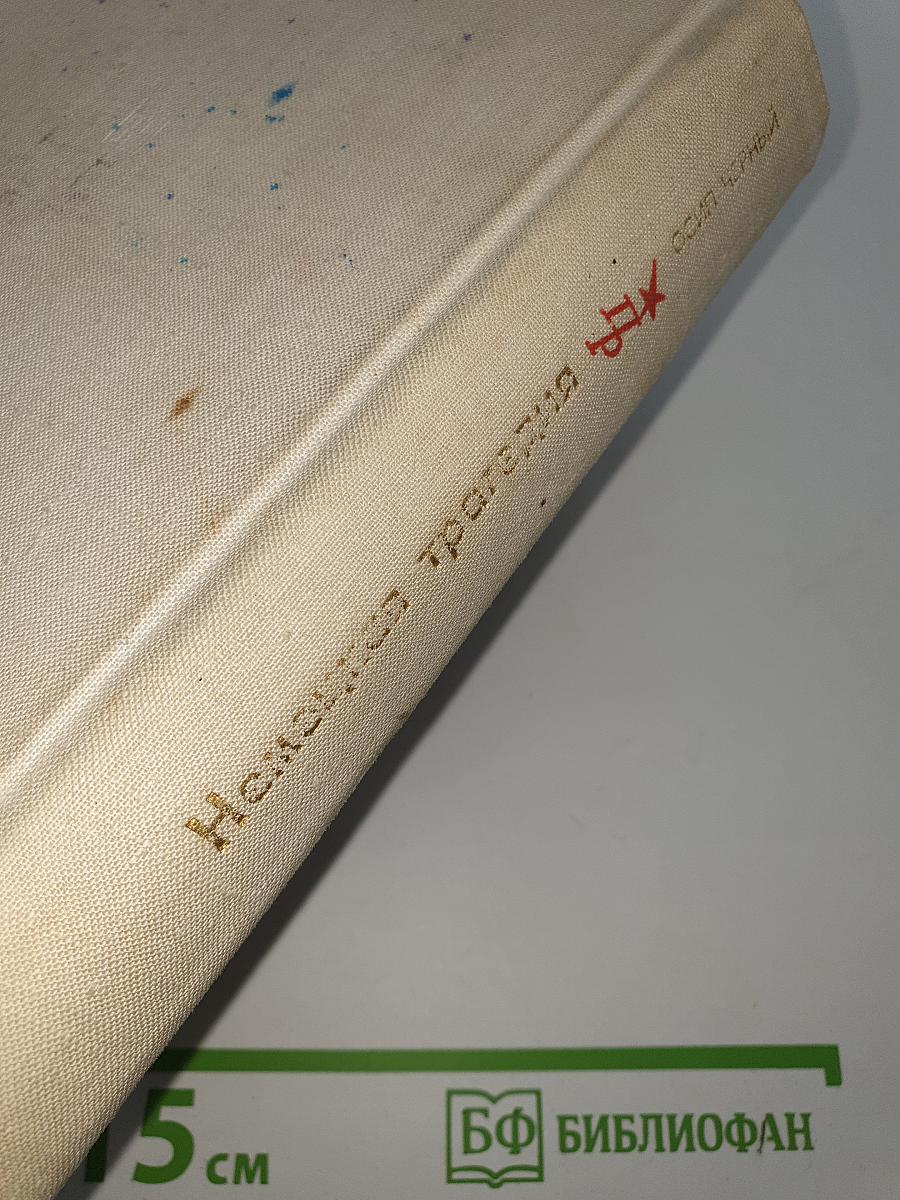 ОСИП ЧЕРНЫЙ
ПР
Немецкая трагедия
15 см
БФ БИБЛИОФАН